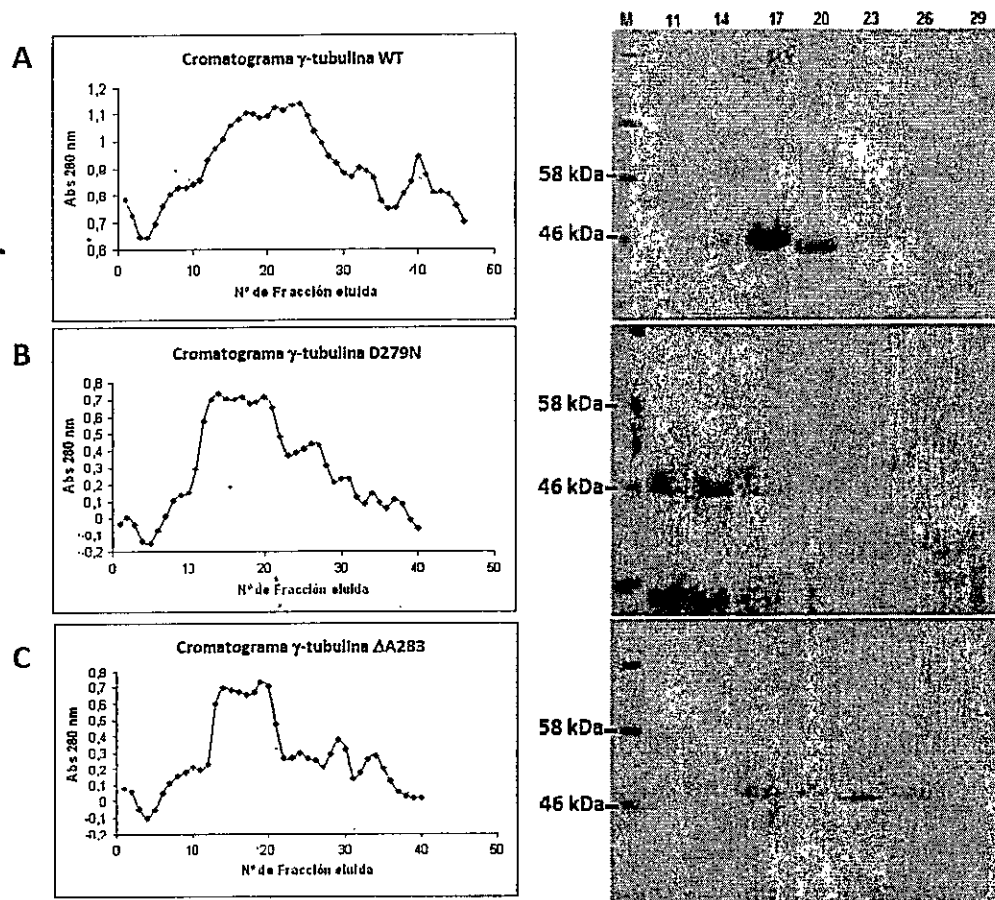 M 11 14 17 20 23 26 29
A
Cromatograma γ-tubulina WT
1,2
1,1
1
0,9
0,8
0,7
0,6
Abs 280 nm
0 10 20 30 40 50 60
Nº de Fracción eluida
58 kDa
46 kDa
B
Cromatograma γ-tubulina D279N
0,8
0,7
0,6
0,5
0,4
0,3
0,2
0,1
0
-0,1
-0,2
Abs 280 nm
0 10 20 30 40 50
Nº de Fracción eluida
58 kDa
46 kDa
C
Cromatograma γ-tubulina ΔA283
0,8
0,7
0,6
0,5
0,4
0,3
0,2
0,1
0
-0,1
-0,2
Abs 280 nm
0 10 20 30 40 50
Nº de Fracción eluida
58 kDa
46 kDa